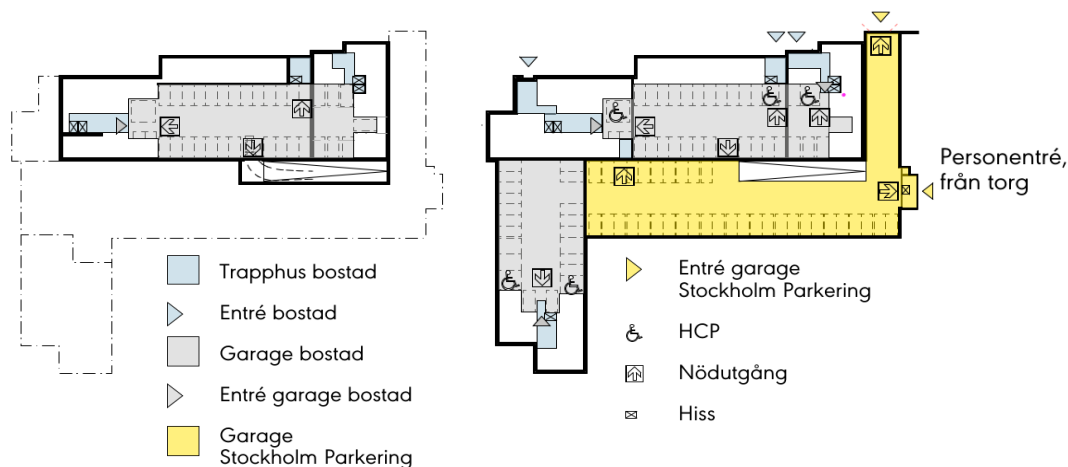 Trapphus bostad
Entré bostad
Garage bostad
Entré garage bostad
Garage
Stockholm Parkering
Entré garage
Stockholm Parkering
HCP
Nödutgång
Hiss
Personentré,
från torg